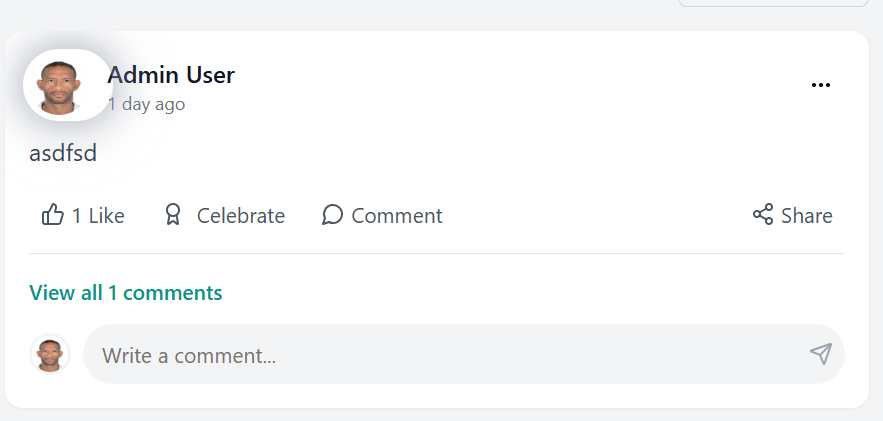 Admin User
1 day ago
asdfsd
1 Like Celebrate Comment Share
View all 1 comments
Write a comment...